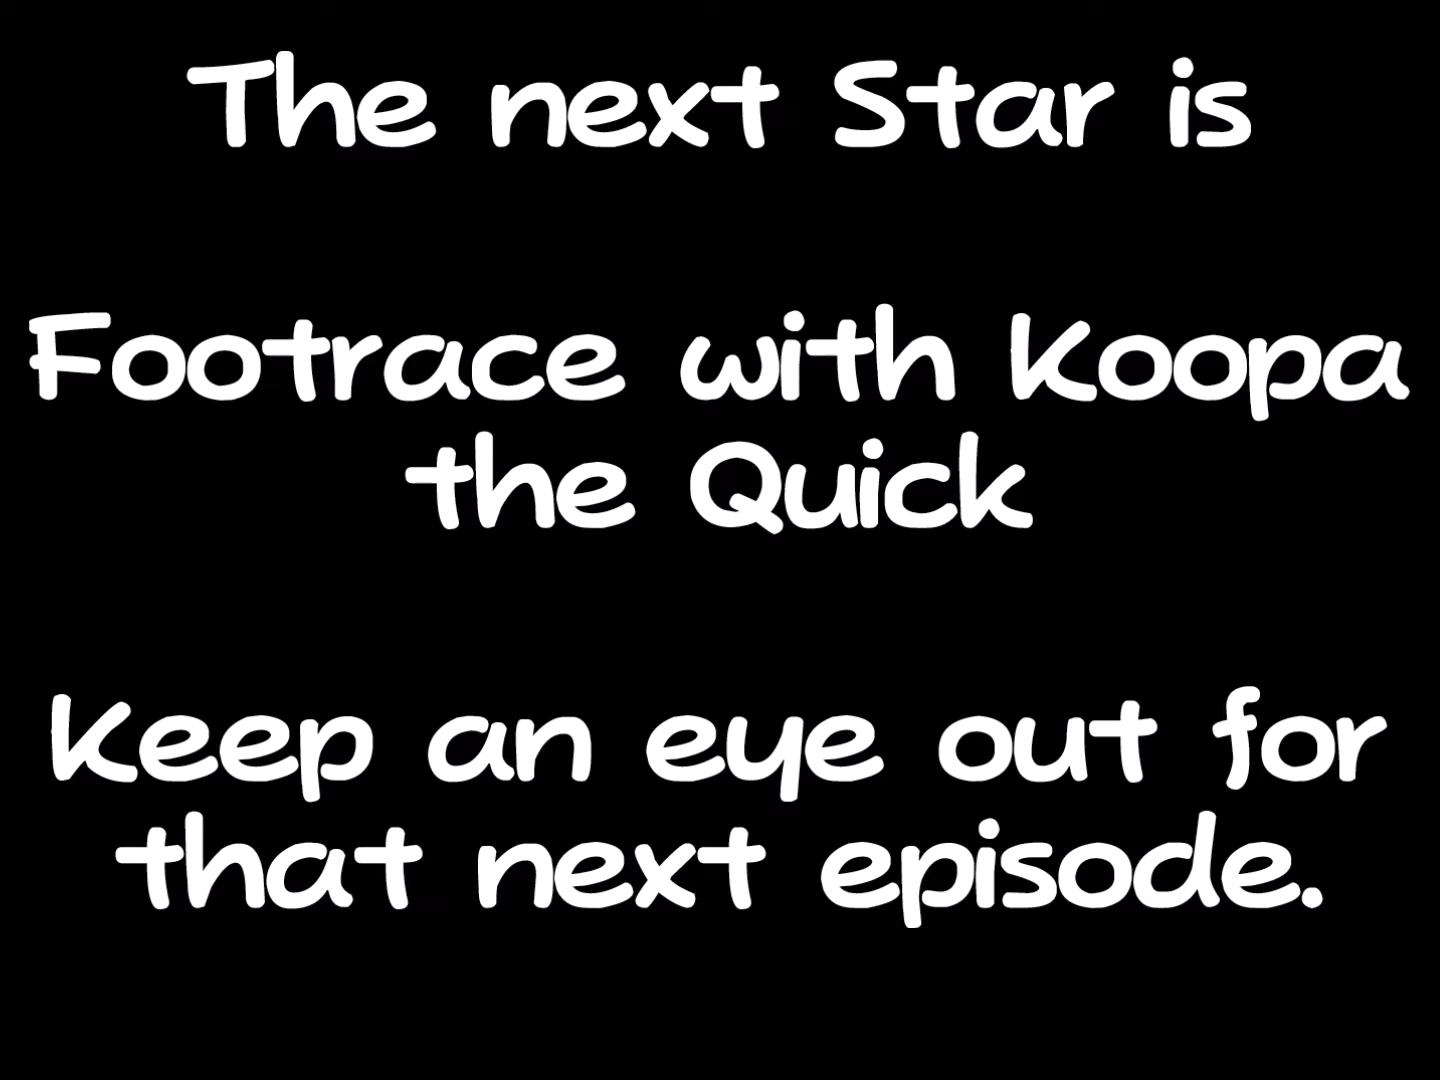 The next Star is
Footrace with Koopa
the Quick
Keep an eye out for
that next episode.